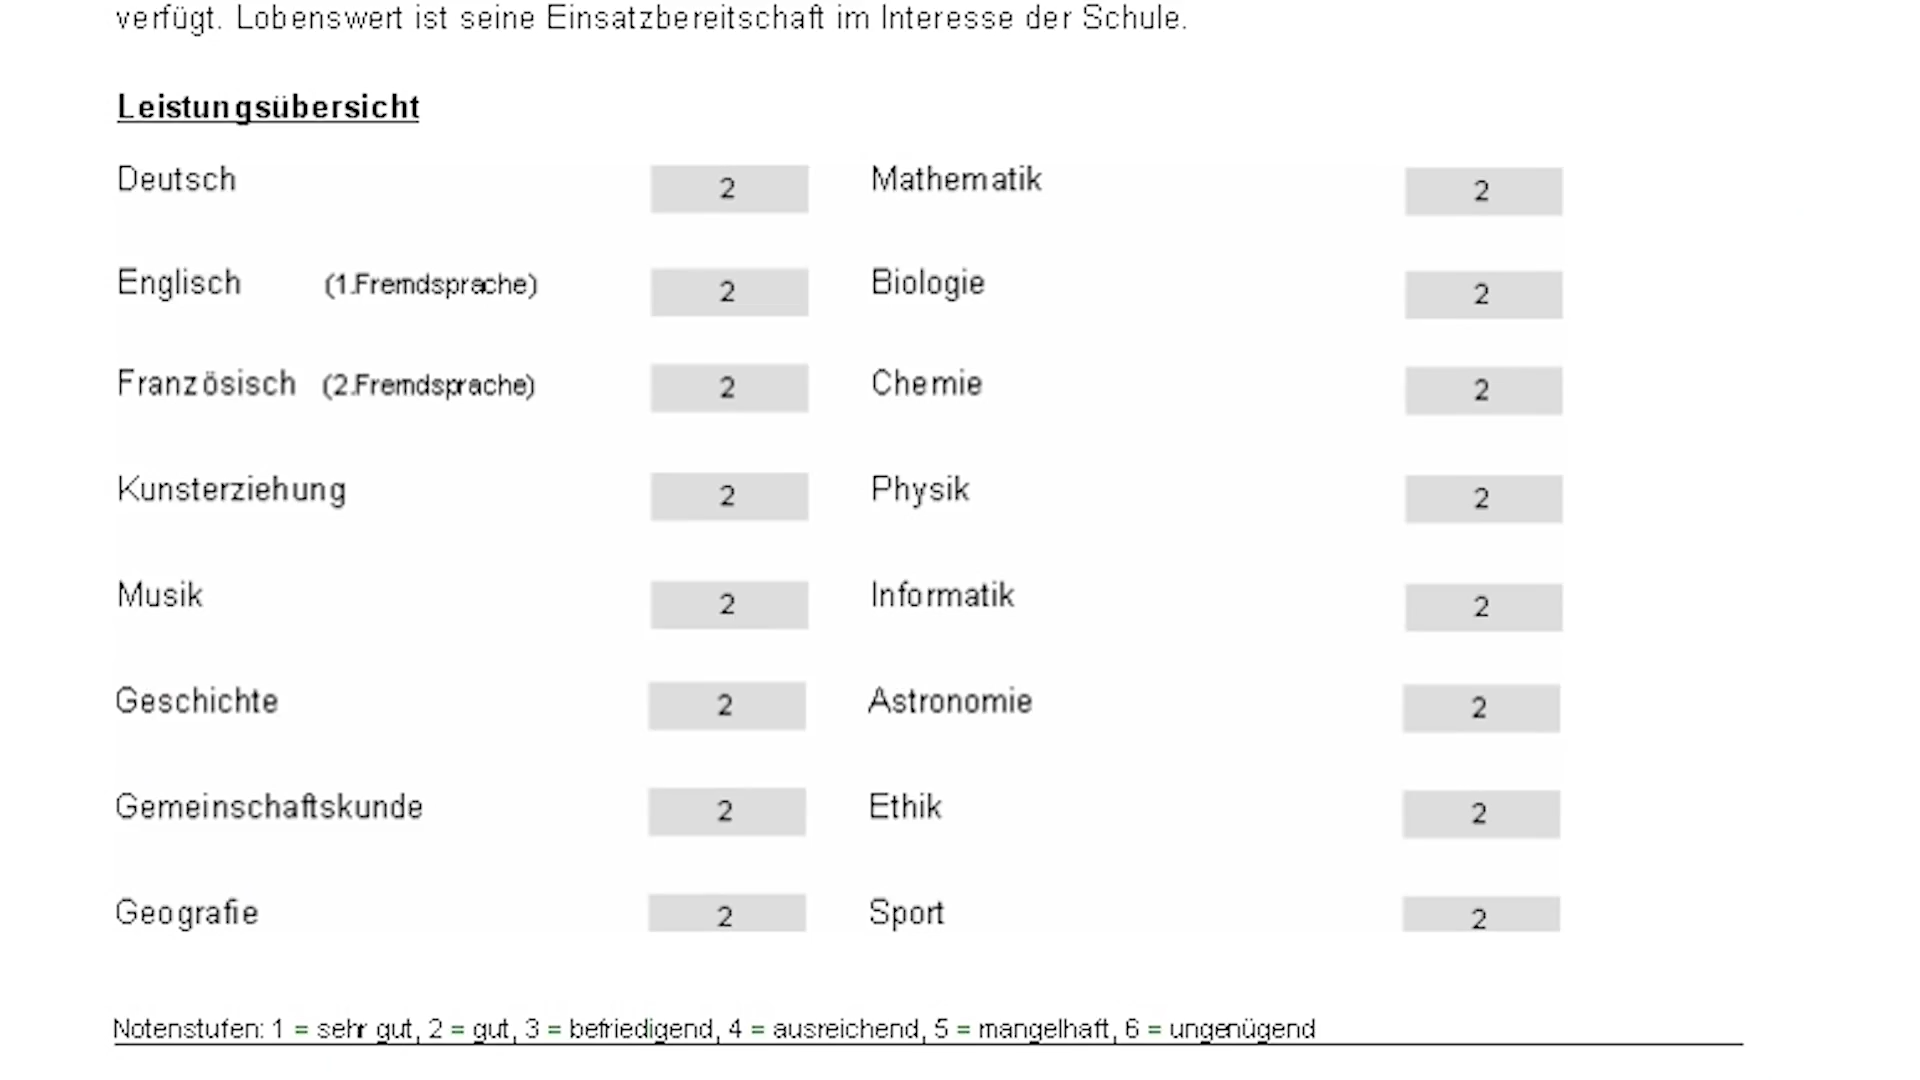 verfügt. Lobenswert ist seine Einsatzbereitschaft im Interesse der Schule.
Leistungsübersicht
Deutsch 2 Mathematik 2
Englisch (1.Fremdsprache) 2 Biologie 2
Französisch (2.Fremdsprache) 2 Chemie 2
Kunsterziehung 2 Physik 2
Musik 2 Informatik 2
Geschichte 2 Astronomie 2
Gemeinschaftskunde 2 Ethik 2
Geografie 2 Sport 2
Notenstufen: 1 = sehr gut, 2 = gut, 3 = befriedigend, 4 = ausreichend, 5 = mangelhaft, 6 = ungenügend